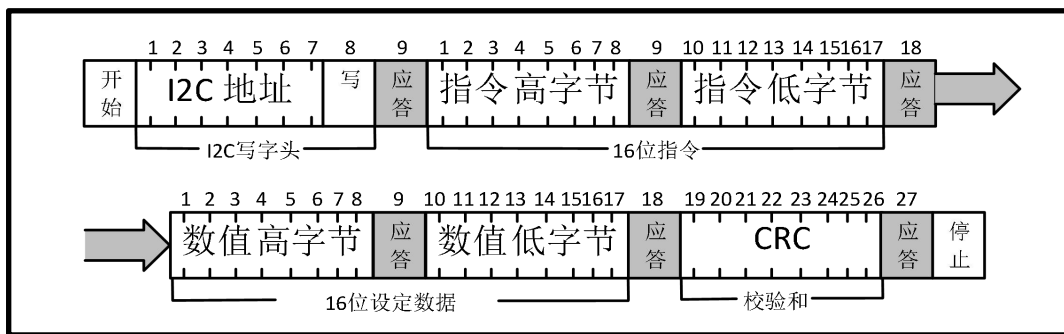 1 2 3 4 5 6 7 8 9 1 2 3 4 5 6 7 8 9 10 11 12 13 14 15 16 17 18
开始 I2C 地址 写 应答 指令高字节 应答 指令低字节 应答
I2C写字头 16位指令
1 2 3 4 5 6 7 8 9 10 11 12 13 14 15 16 17 18 19 20 21 22 23 24 25 26 27
数值高字节 应答 数值低字节 应答 CRC 应答 停止
16位设定数据 校验和